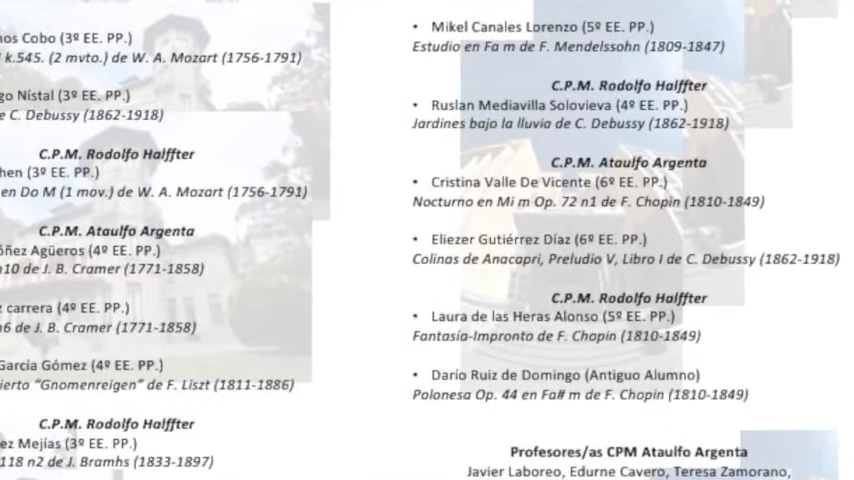 nos Cobo (3º EE. PP.)
l k.545. (2 mvto.) de W. A. Mozart (1756-1791)
go Nistal (3º EE. PP.)
e C. Debussy (1862-1918)
C.P.M. Rodolfo Halffter
hen (3º EE. PP.)
en Do M (1 mov.) de W. A. Mozart (1756-1791)
C.P.M. Ataulfo Argenta
óñez Agüeros (4º EE. PP.)
n10 de J. B. Cramer (1771-1858)
z carrera (4º EE. PP.)
n6 de J. B. Cramer (1771-1858)
García Gómez (4º EE. PP.)
ierto “Gnomenreigen” de F. Liszt (1811-1886)
C.P.M. Rodolfo Halffter
ez Mejías (3º EE. PP.)
118 n2 de J. Bramhs (1833-1897)
• Mikel Canales Lorenzo (5º EE. PP.)
Estudio en Fa m de F. Mendelssohn (1809-1847)
C.P.M. Rodolfo Halffter
• Ruslan Mediavilla Solovieva (4º EE. PP.)
Jardines bajo la lluvia de C. Debussy (1862-1918)
C.P.M. Ataulfo Argenta
• Cristina Valle De Vicente (6º EE. PP.)
Nocturno en Mi m Op. 72 n1 de F. Chopin (1810-1849)
• Eliezer Gutiérrez Díaz (6º EE. PP.)
Colinas de Anacapri, Preludio V, Libro I de C. Debussy (1862-1918)
C.P.M. Rodolfo Halffter
• Laura de las Heras Alonso (5º EE. PP.)
Fantasía-Impronto de F. Chopin (1810-1849)
• Darío Ruiz de Domingo (Antiguo Alumno)
Polonesa Op. 44 en Fa# m de F. Chopin (1810-1849)
Profesores/as CPM Ataulfo Argenta
Javier Laboreo, Edurne Cavero, Teresa Zamorano,